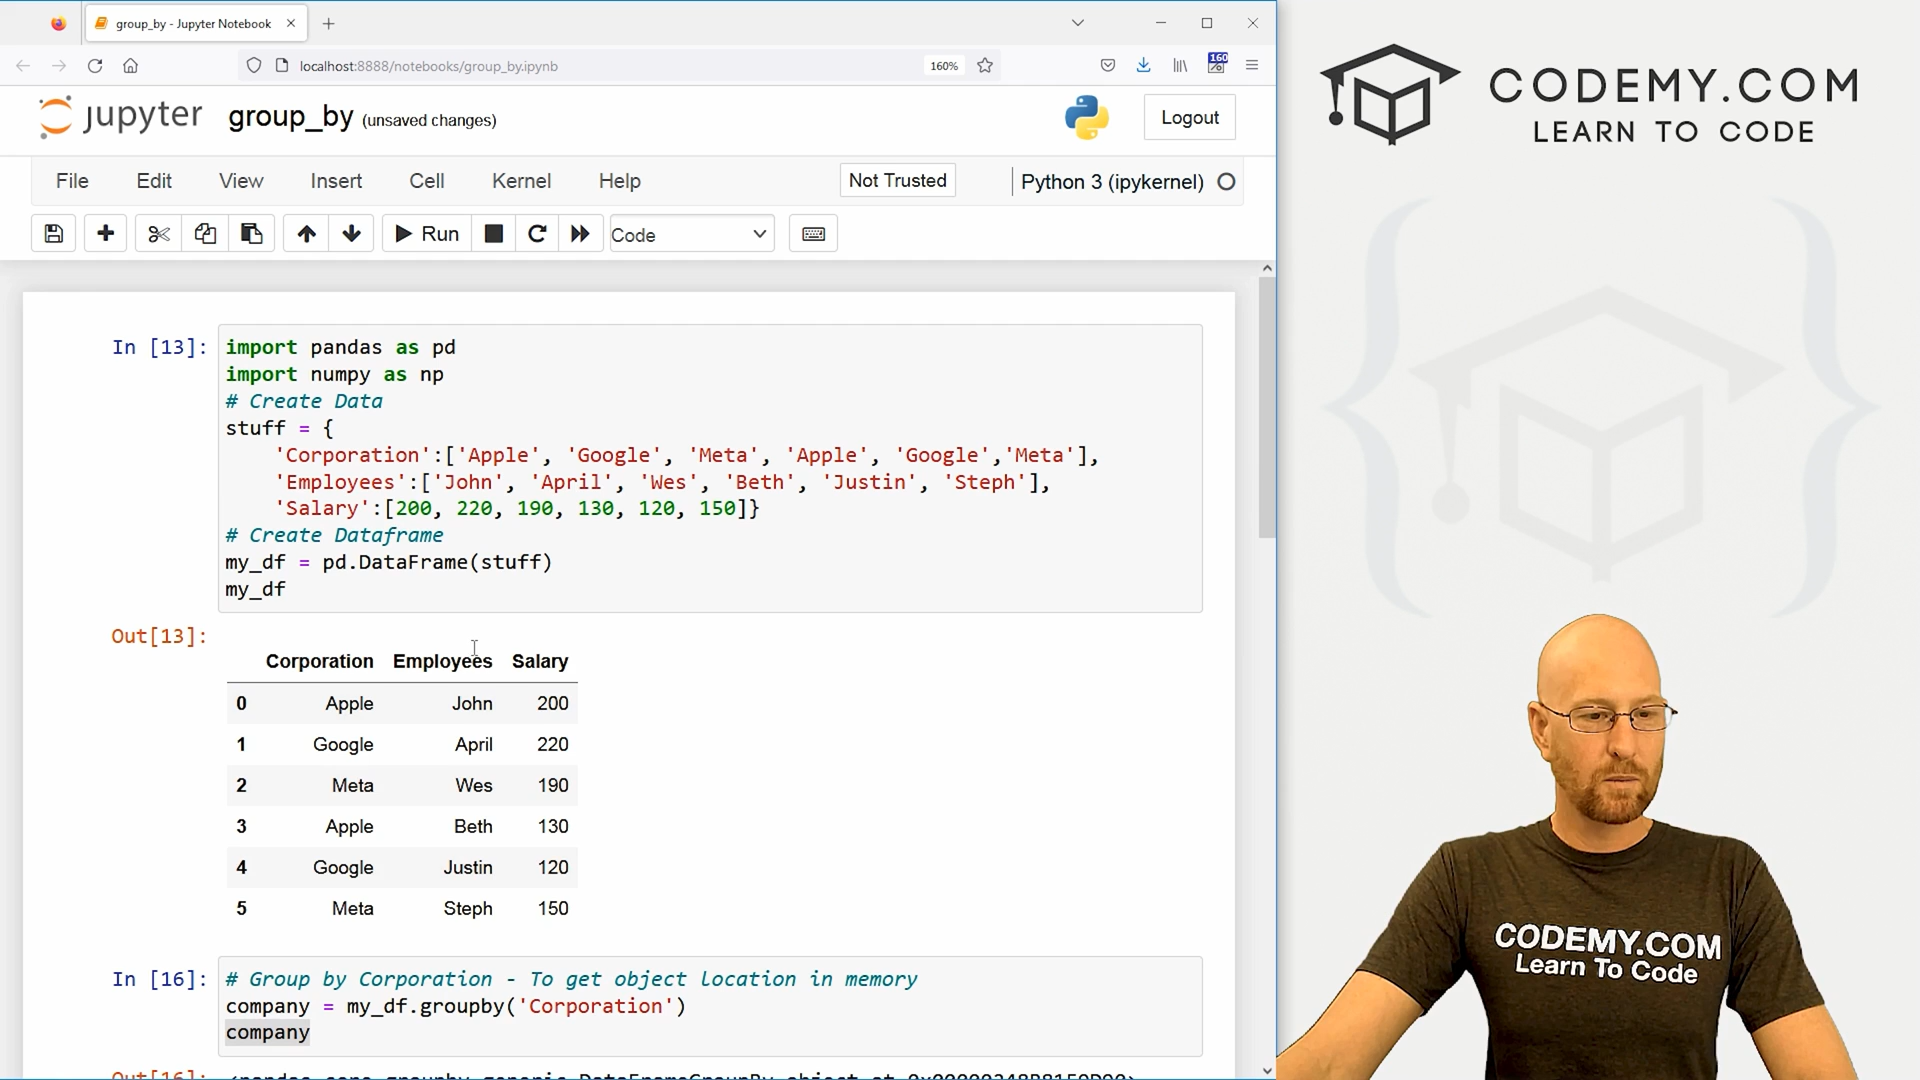 group_by - Jupyter Notebook
localhost:8888/notebooks/group_by.ipynb
160%
160
jupyter group_by (unsaved changes)
Logout
File Edit View Insert Cell Kernel Help
Not Trusted
Python 3 (ipykernel)
Run
Code
In [13]:
import pandas as pd
import numpy as np
# Create Data
stuff = {
'Corporation':['Apple', 'Google', 'Meta', 'Apple', 'Google','Meta'],
'Employees':['John', 'April', 'Wes', 'Beth', 'Justin', 'Steph'],
'Salary':[200, 220, 190, 130, 120, 150]}
# Create Dataframe
my_df = pd.DataFrame(stuff)
my_df
Out[13]:
Corporation Employees Salary
0 Apple John 200
1 Google April 220
2 Meta Wes 190
3 Apple Beth 130
4 Google Justin 120
5 Meta Steph 150
In [16]:
# Group by Corporation - To get object location in memory
company = my_df.groupby('Corporation')
company
Out[16]:
CODEMY.COM
LEARN TO CODE
CODEMY.COM
Learn To Code